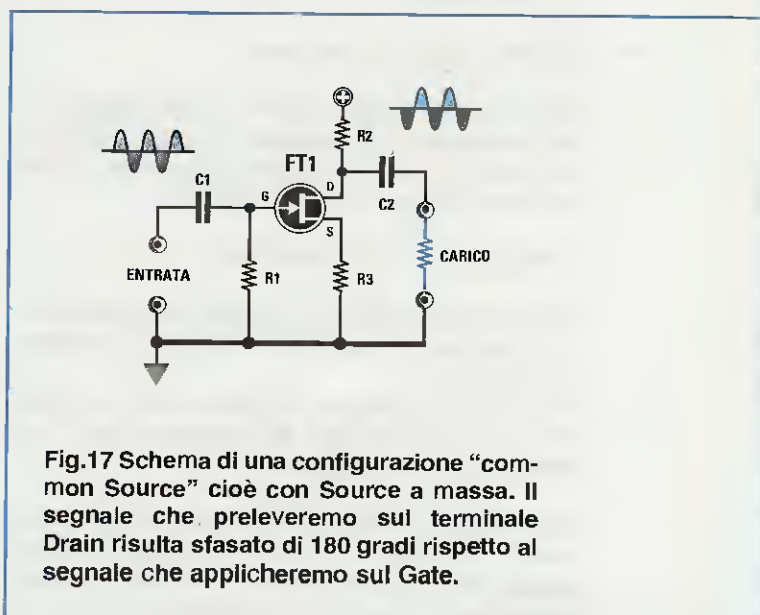 R2
FT1
C1
G
D
C2
S
ENTRATA
R1
R3
CARICO
Fig.17 Schema di una configurazione “com-
mon Source” cioè con Source a massa. Il
segnale che preleveremo sul terminale
Drain risulta sfasato di 180 gradi rispetto al
segnale che applicheremo sul Gate.